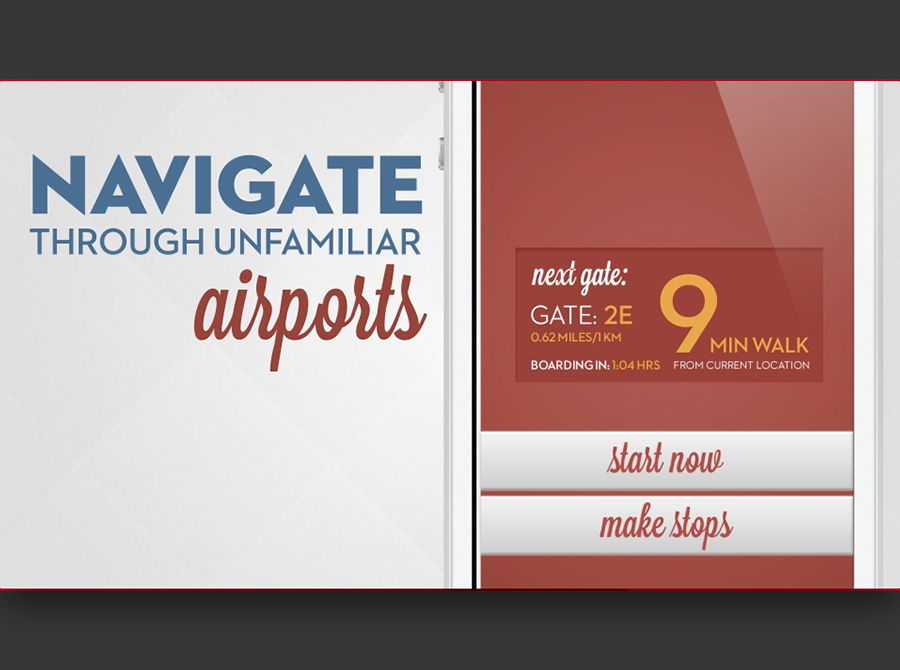 NAVIGATE
THROUGH UNFAMILIAR
airports
next gate:
GATE: 2E
0.62 MILES/1 KM
BOARDING IN: 1:04 HRS
9
MIN WALK
FROM CURRENT LOCATION
start now
make stops